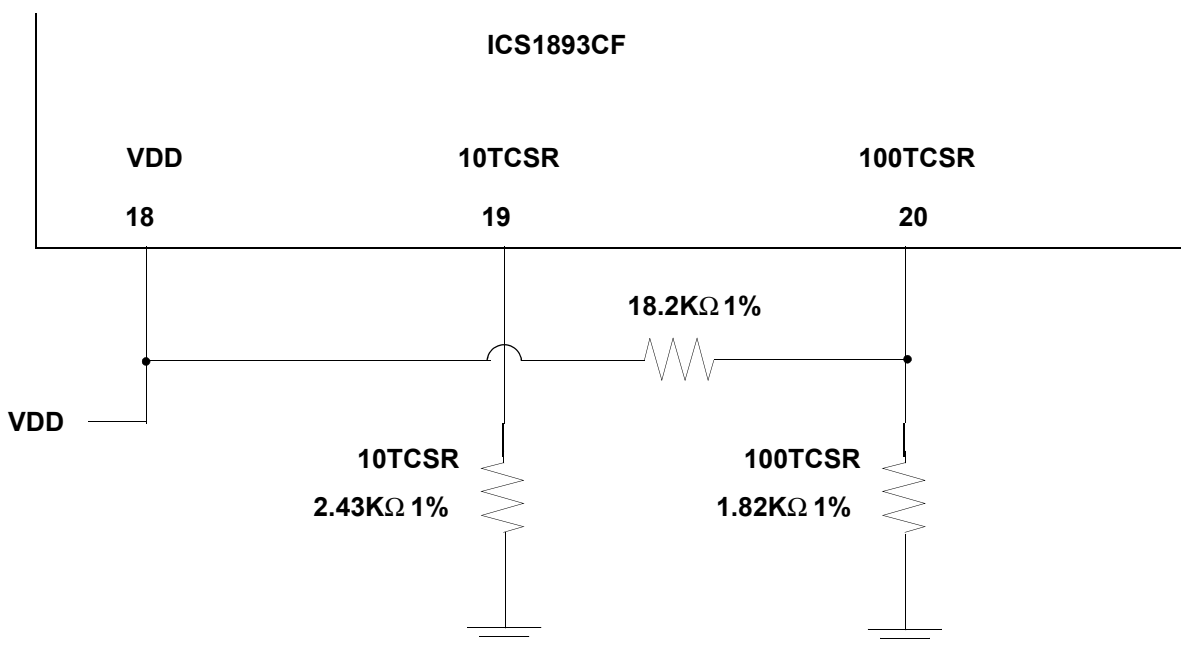 ICS1893CF
VDD 10TCSR 100TCSR
18 19 20
18.2KΩ 1%
VDD
10TCSR 100TCSR
2.43KΩ 1% 1.82KΩ 1%